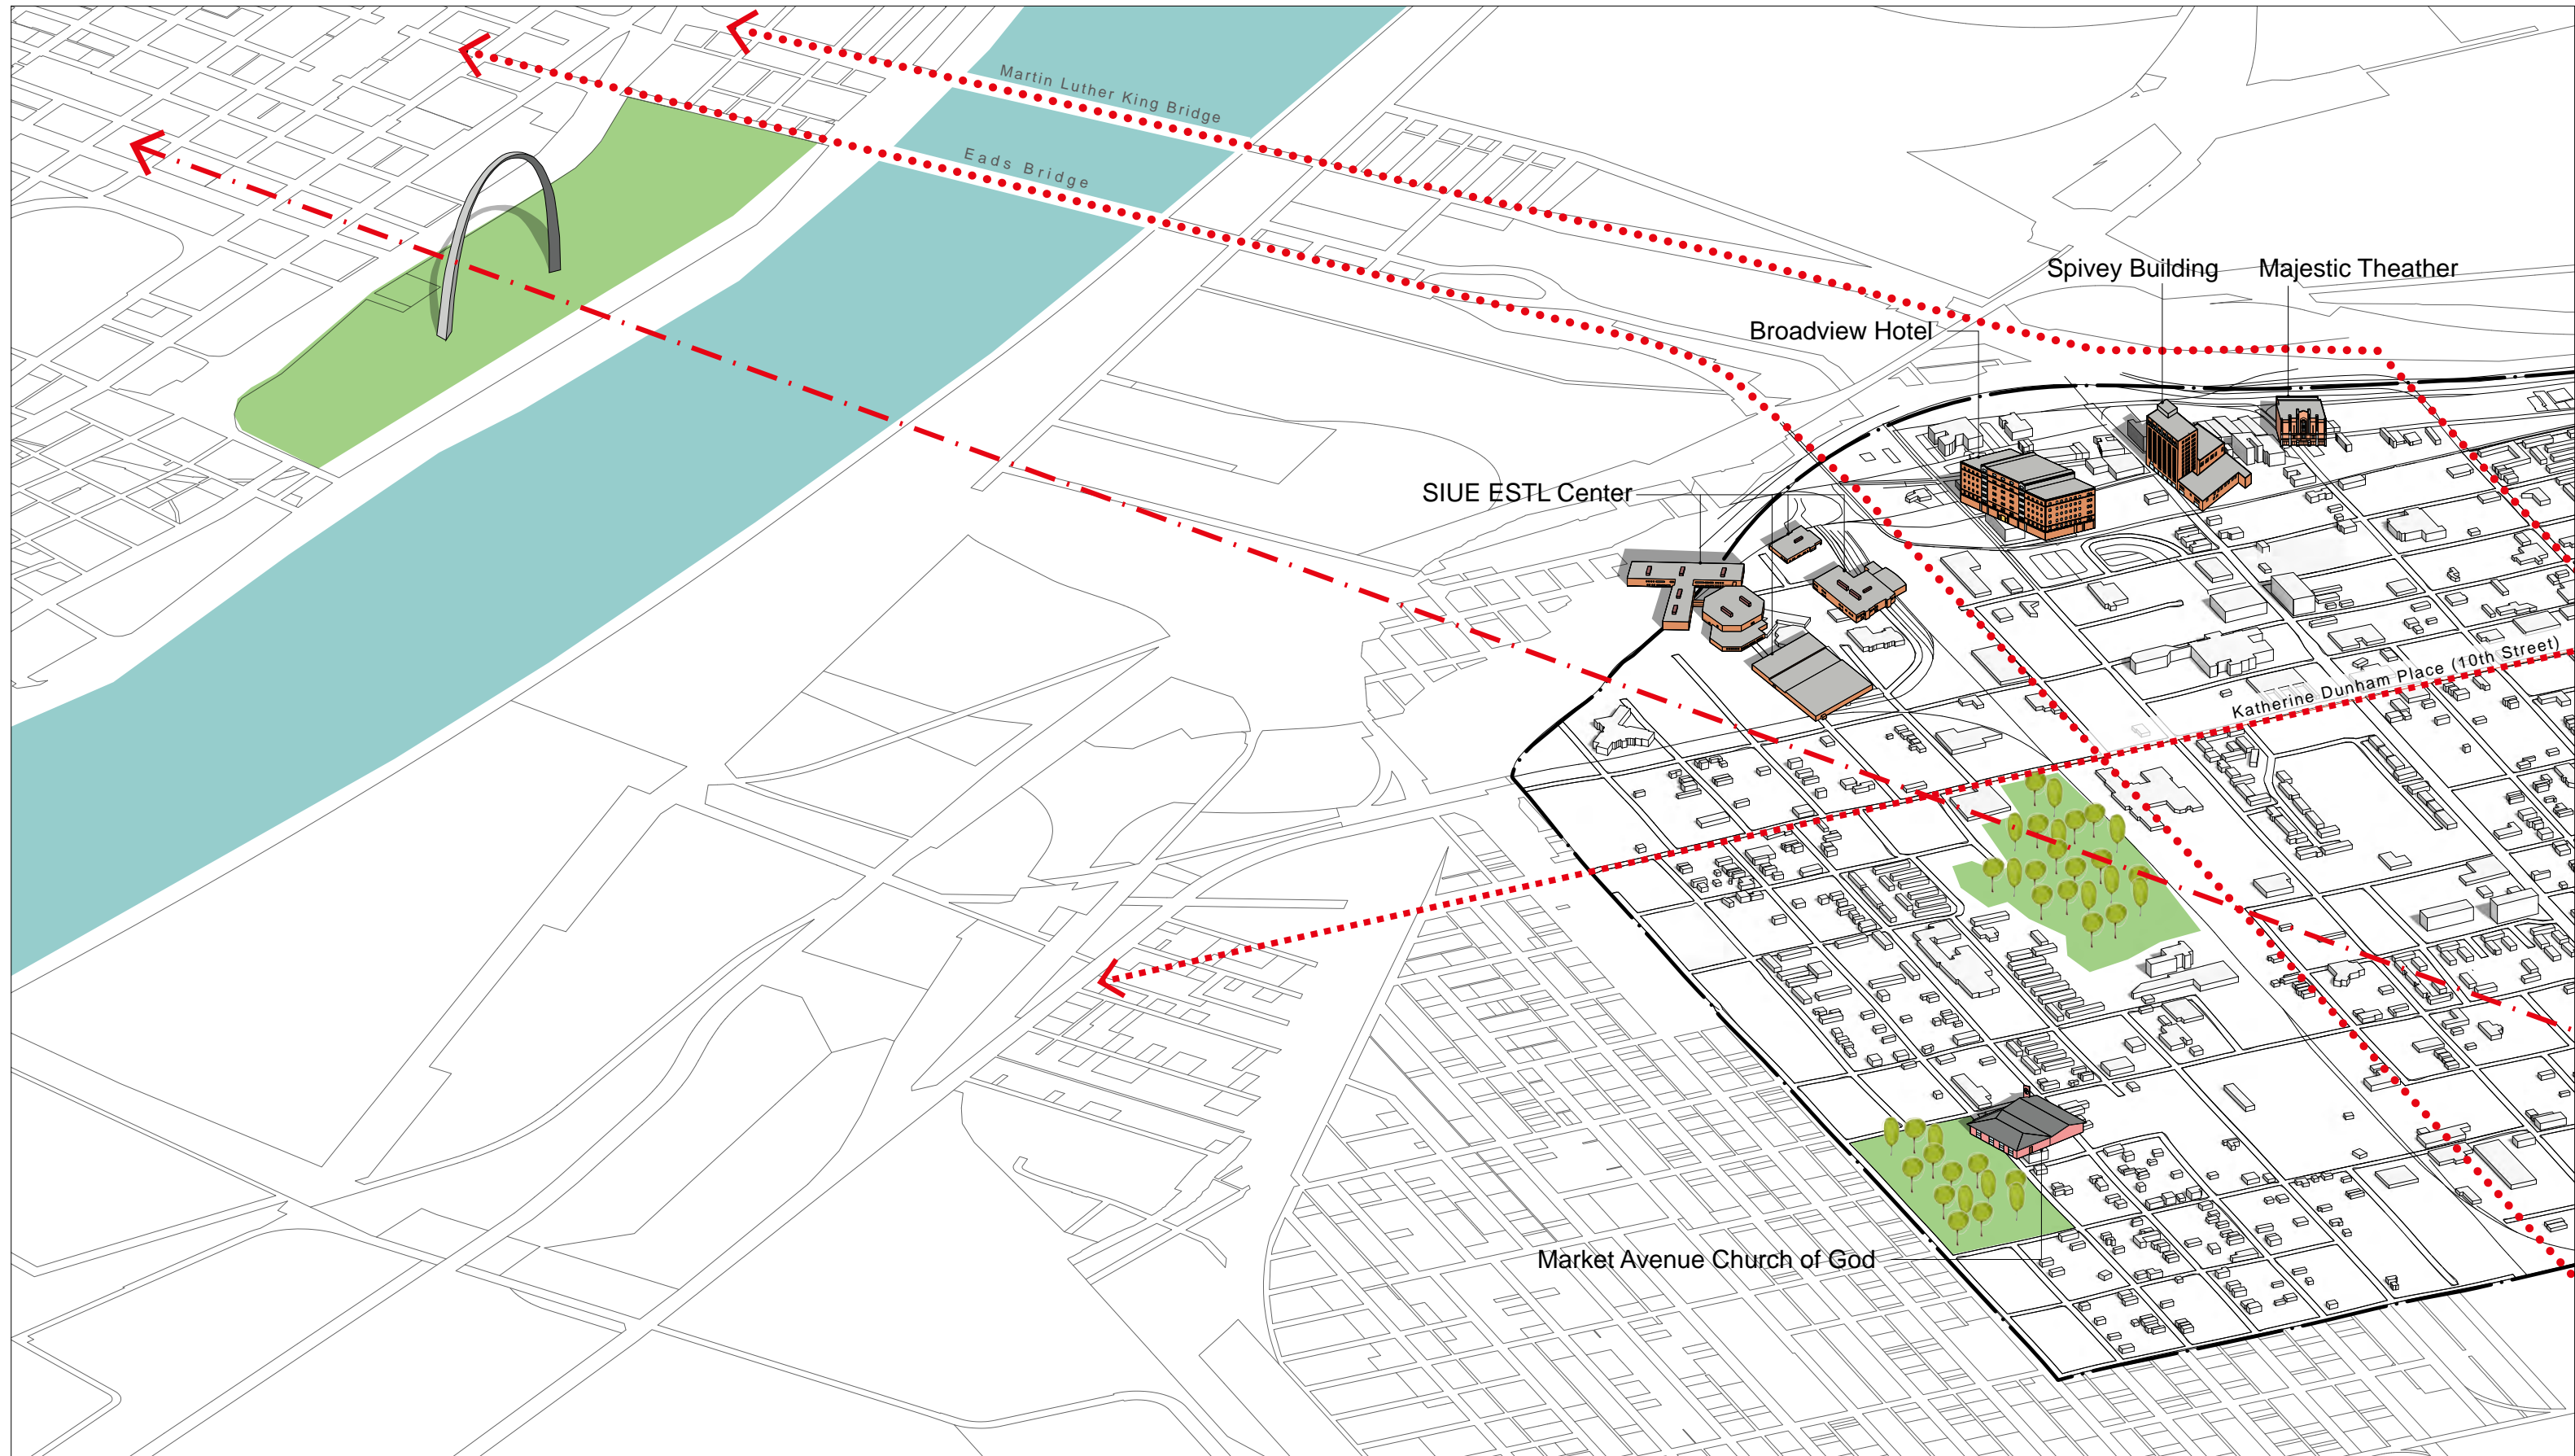 Martin Luther King Bridge
Eads Bridge
Spivey Building
Majestic Theather
Broadview Hotel
SIUE ESTL Center
Katherine Dunham Place (10th Street)
Market Avenue Church of God